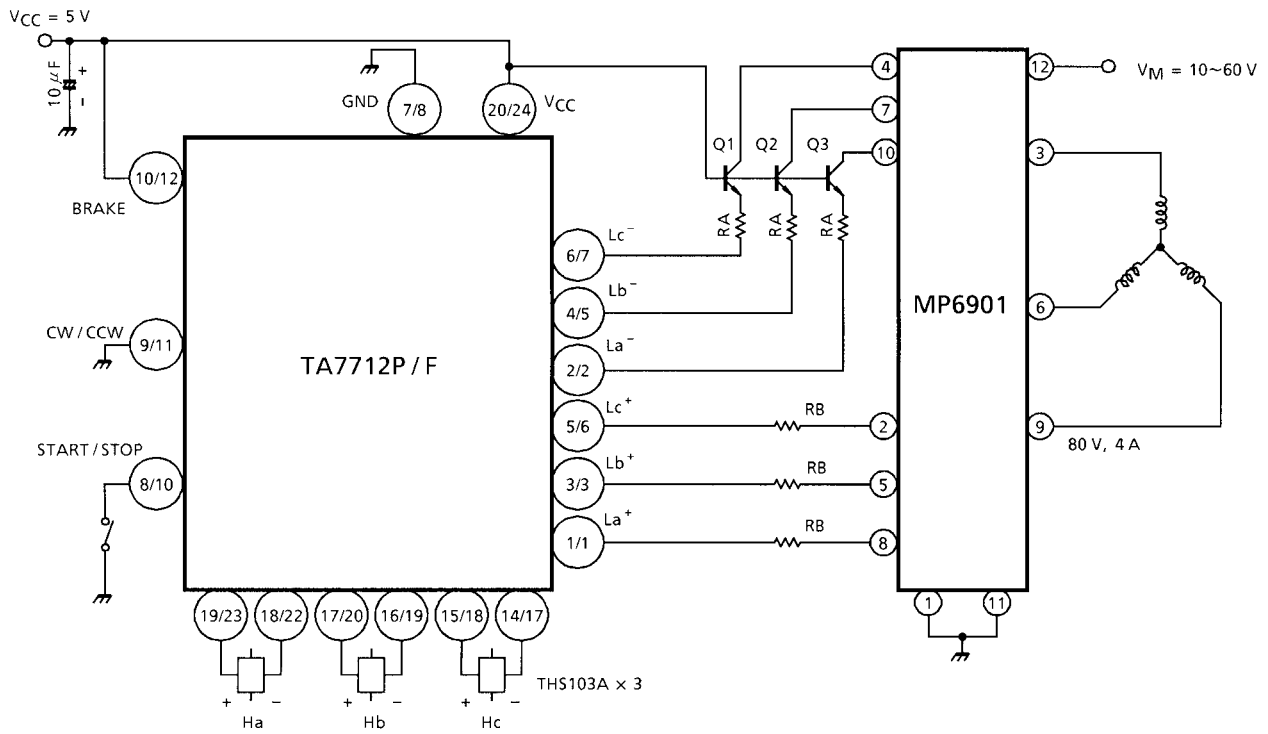 VCC = 5 V
10 μF
+
−
GND
7/8
20/24
VCC
10/12
BRAKE
CW / CCW
9/11
START / STOP
8/10
TA7712P / F
6/7
Lc−
4/5
Lb−
2/2
La−
5/6
Lc+
3/3
Lb+
1/1
La+
Q1
Q2
Q3
RA
RA
RA
RB
RB
RB
4
7
10
2
5
8
MP6901
12
VM = 10~60 V
3
6
9
80 V, 4 A
1
11
19/23
18/22
17/20
16/19
15/18
14/17
+ −
+ −
+ −
Ha
Hb
Hc
THS103A × 3